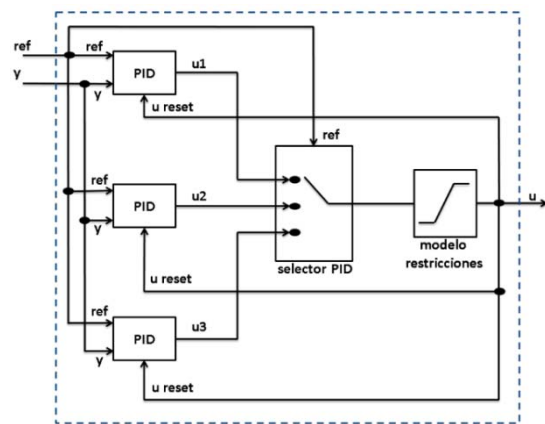 ref
ref
y
y
PID
u1
u reset
ref
ref
y
PID
u2
u
selector PID
modelo
restricciones
u reset
ref
y
PID
u3
u reset